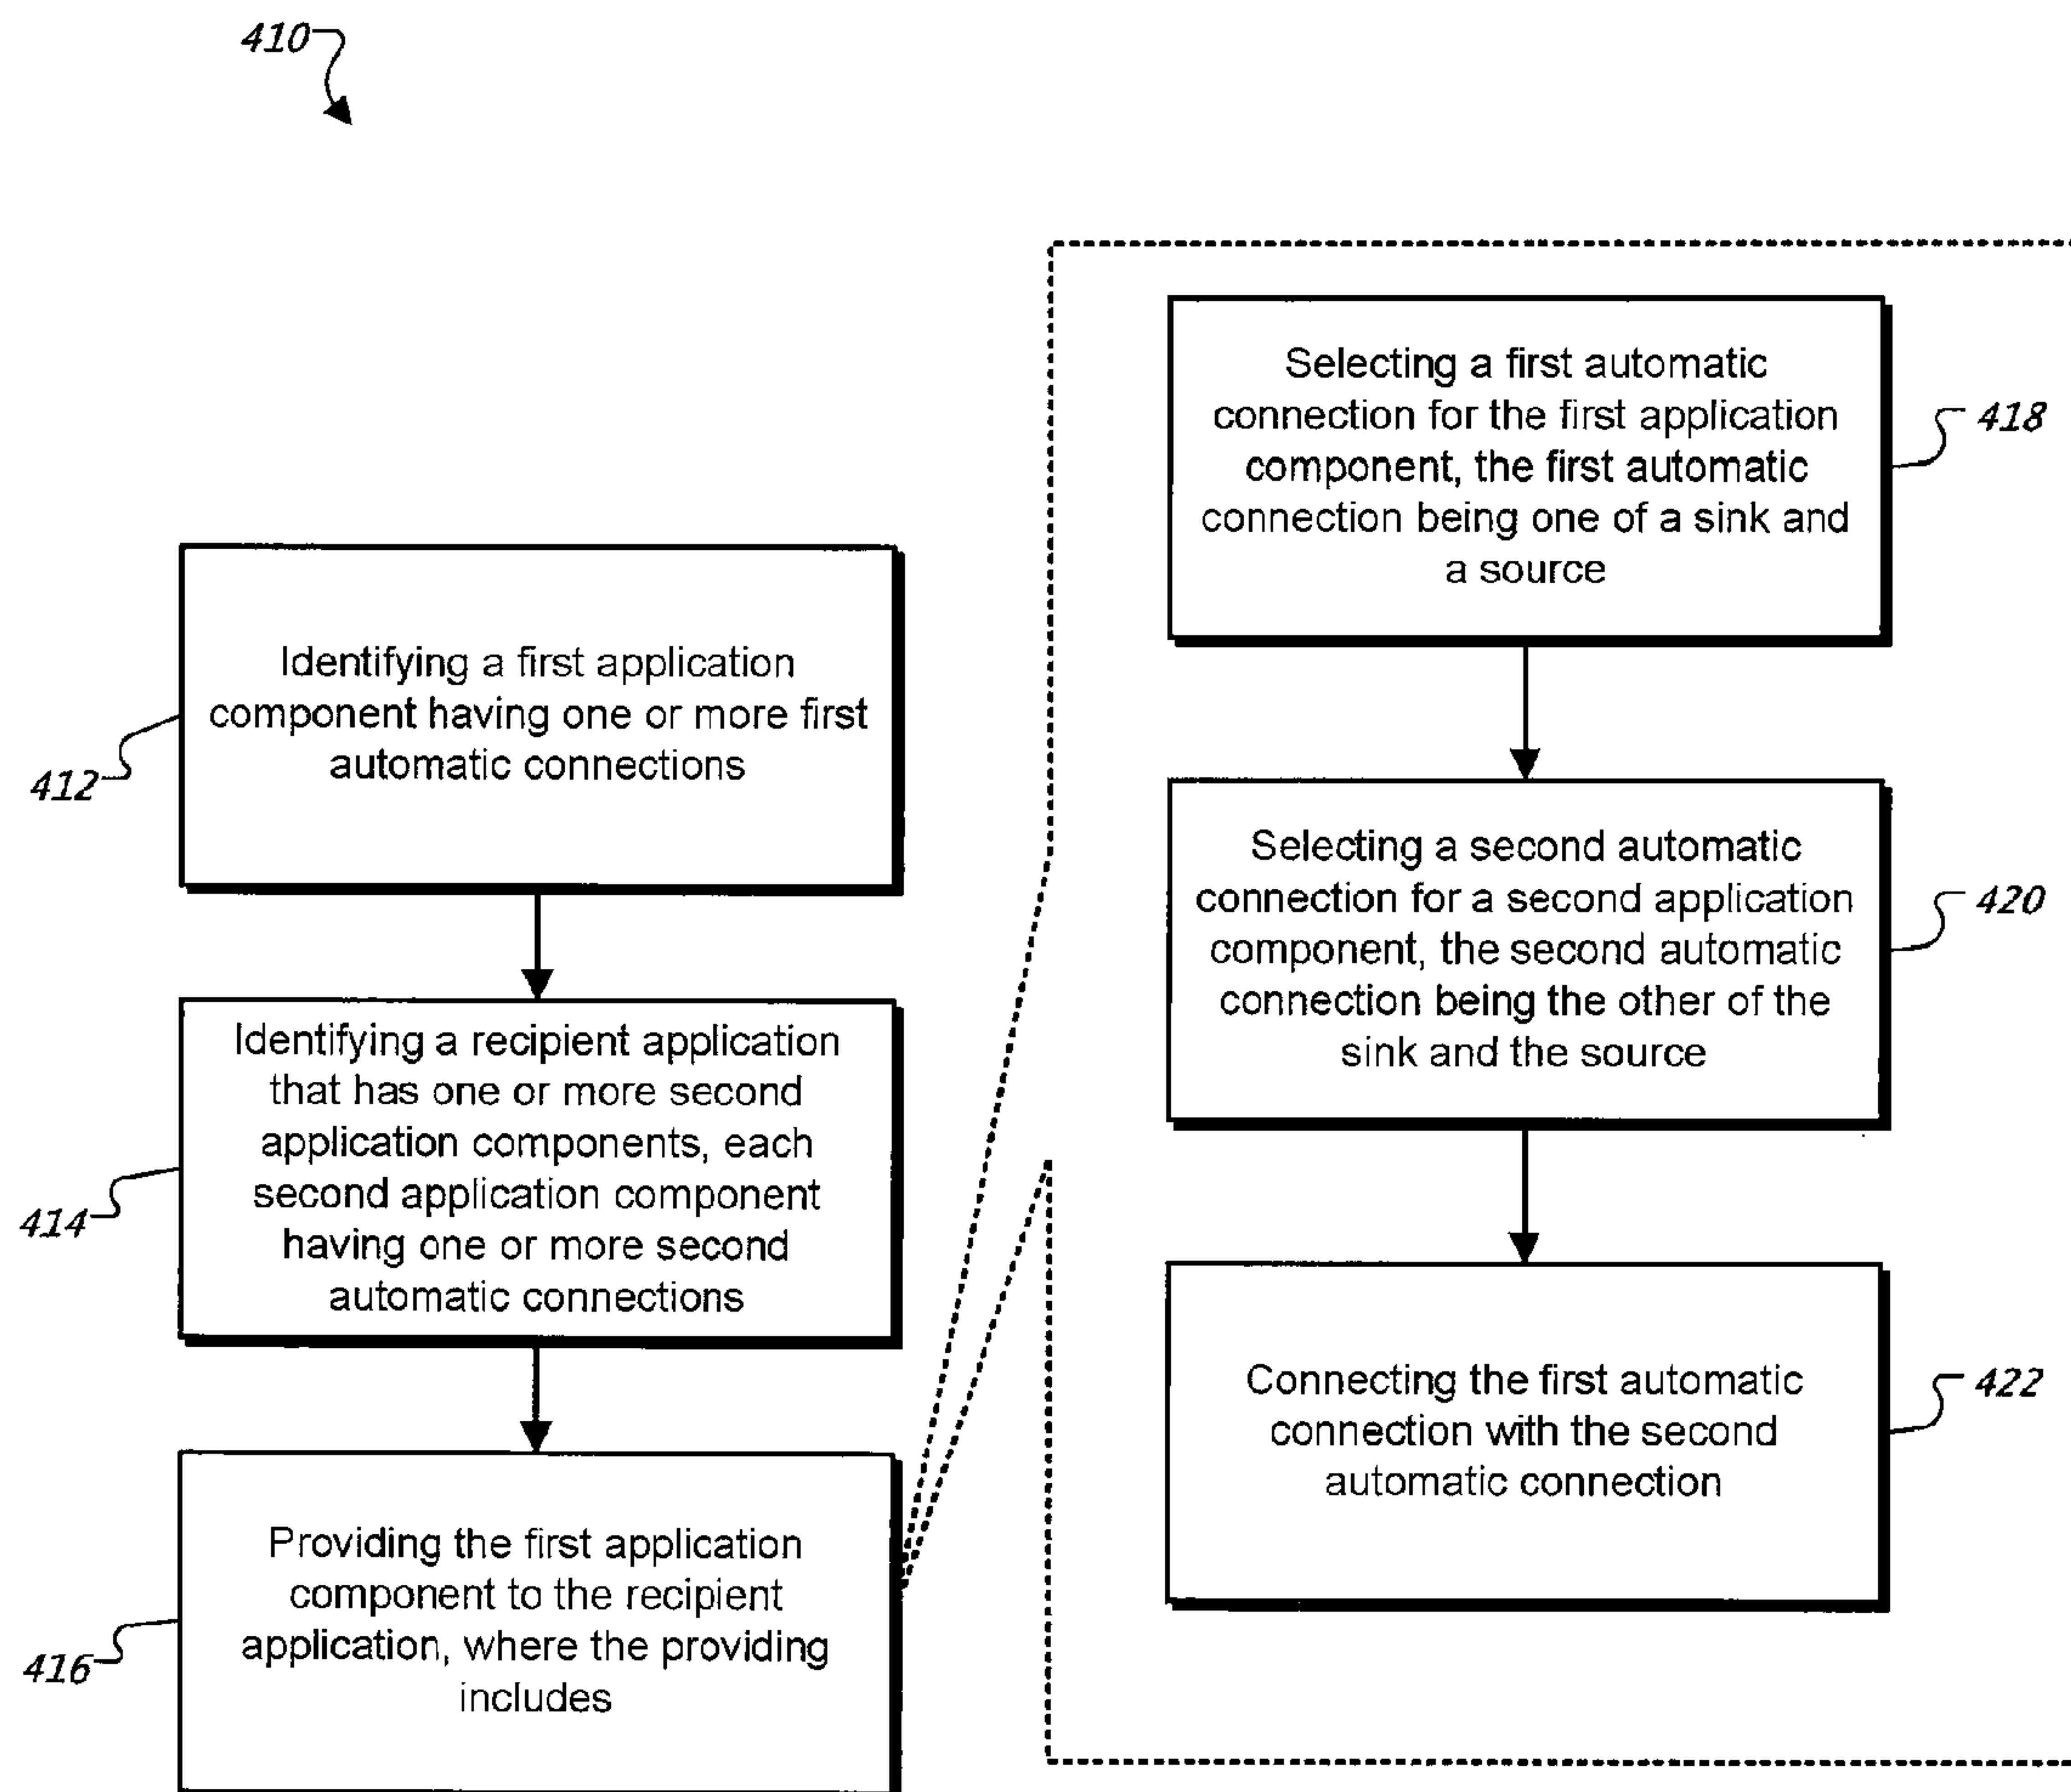 410
Identifying a first application
component having one or more first
automatic connections
412
Identifying a recipient application
that has one or more second
application components, each
second application component
having one or more second
automatic connections
414
Providing the first application
component to the recipient
application, where the providing
includes
416
Selecting a first automatic
connection for the first application
component, the first automatic
connection being one of a sink and
a source
418
Selecting a second automatic
connection for a second application
component, the second automatic
connection being the other of the
sink and the source
420
Connecting the first automatic
connection with the second
automatic connection
422